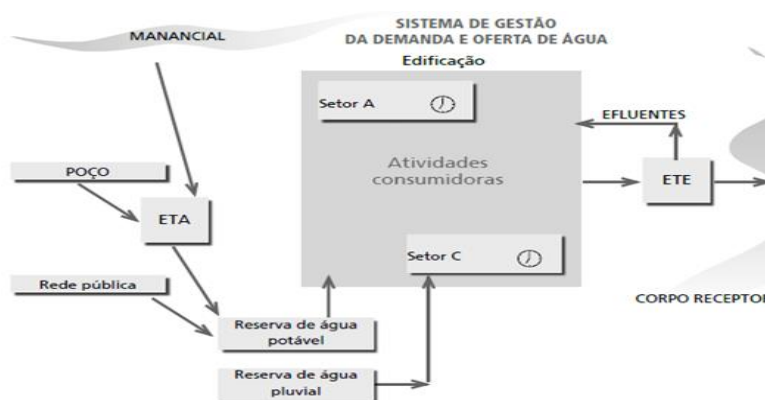 SISTEMA DE GESTÃO
DA DEMANDA E OFERTA DE ÁGUA
MANANCIAL
Edificação
Setor A
EFLUENTES
Atividades
consumidoras
POÇO
ETE
ETA
Setor C
Rede pública
CORPO RECEPTOR
Reserva de água
potável
Reserva de água
pluvial